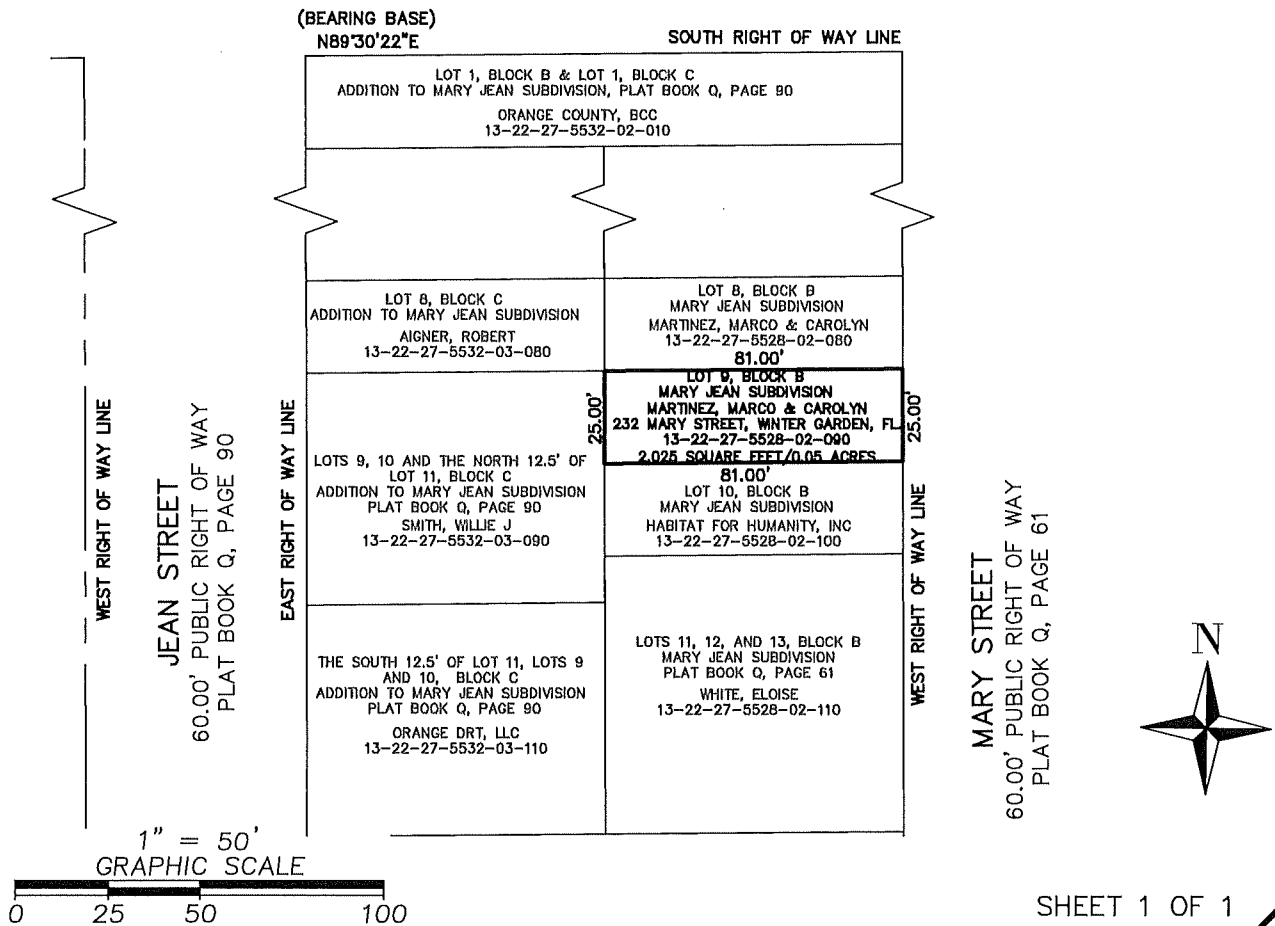 (BEARING BASE)
N89°30'22"E
SOUTH RIGHT OF WAY LINE
LOT 1, BLOCK B & LOT 1, BLOCK C
ADDITION TO MARY JEAN SUBDIVISION, PLAT BOOK Q, PAGE 90
ORANGE COUNTY, BCC
13-22-27-5532-02-010
LOT 8, BLOCK C
ADDITION TO MARY JEAN SUBDIVISION
AIGNER, ROBERT
13-22-27-5532-03-080
LOT 8, BLOCK B
MARY JEAN SUBDIVISION
MARTINEZ, MARCO & CAROLYN
13-22-27-5528-02-080
81.00'
25.00'
LOT 9, BLOCK B
MARY JEAN SUBDIVISION
MARTINEZ, MARCO & CAROLYN
232 MARY STREET, WINTER GARDEN, FL.
13-22-27-5528-02-090
2,025 SQUARE FEET/0.05 ACRES
25.00'
81.00'
LOTS 9, 10 AND THE NORTH 12.5' OF
LOT 11, BLOCK C
ADDITION TO MARY JEAN SUBDIVISION
PLAT BOOK Q, PAGE 90
SMITH, WILLIE J
13-22-27-5532-03-090
LOT 10, BLOCK B
MARY JEAN SUBDIVISION
HABITAT FOR HUMANITY, INC
13-22-27-5528-02-100
THE SOUTH 12.5' OF LOT 11, LOTS 9
AND 10, BLOCK C
ADDITION TO MARY JEAN SUBDIVISION
PLAT BOOK Q, PAGE 90
ORANGE DRT, LLC
13-22-27-5532-03-110
LOTS 11, 12, AND 13, BLOCK B
MARY JEAN SUBDIVISION
PLAT BOOK Q, PAGE 61
WHITE, ELOISE
13-22-27-5528-02-110
WEST RIGHT OF WAY LINE
JEAN STREET
60.00' PUBLIC RIGHT OF WAY
PLAT BOOK Q, PAGE 90
EAST RIGHT OF WAY LINE
WEST RIGHT OF WAY LINE
MARY STREET
60.00' PUBLIC RIGHT OF WAY
PLAT BOOK Q, PAGE 61
N
1" = 50'
GRAPHIC SCALE
0 25 50 100
SHEET 1 OF 1